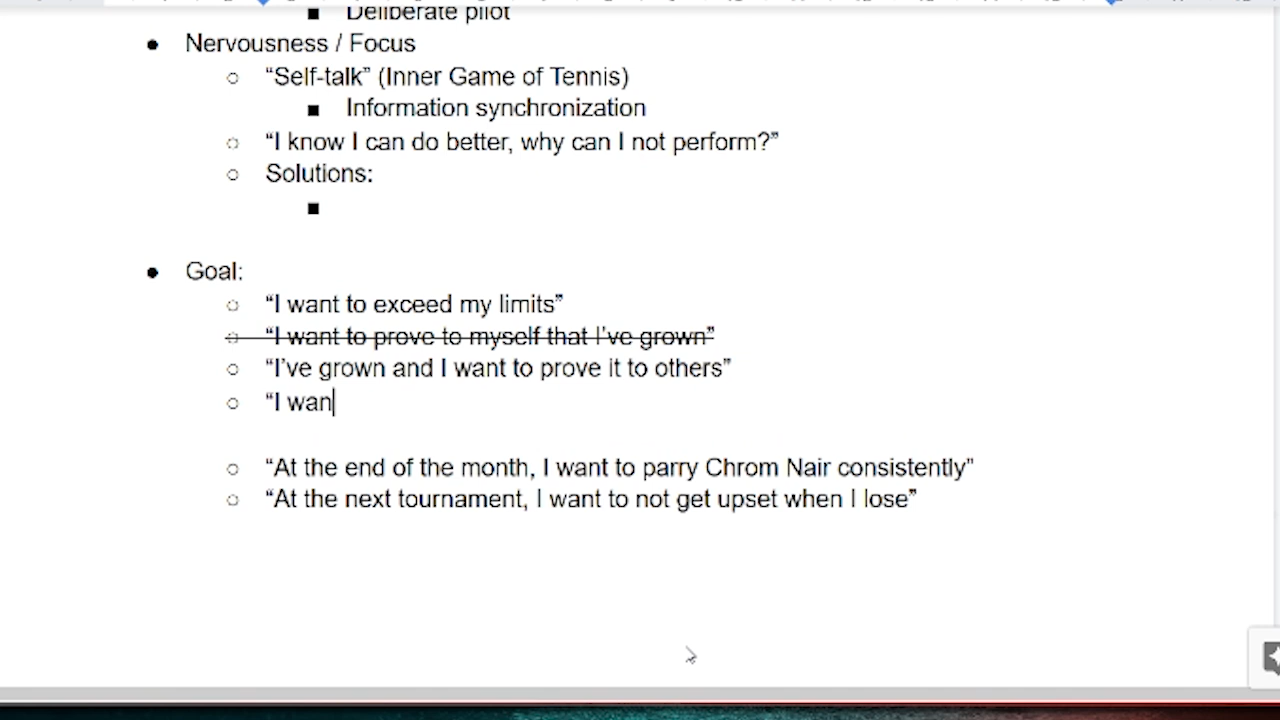 Deliberate pilot
Nervousness / Focus
“Self-talk” (Inner Game of Tennis)
Information synchronization
“I know I can do better, why can I not perform?”
Solutions:
Goal:
“I want to exceed my limits”
“I want to prove to myself that I’ve grown”
“I’ve grown and I want to prove it to others”
“I wan
“At the end of the month, I want to parry Chrom Nair consistently”
“At the next tournament, I want to not get upset when I lose”